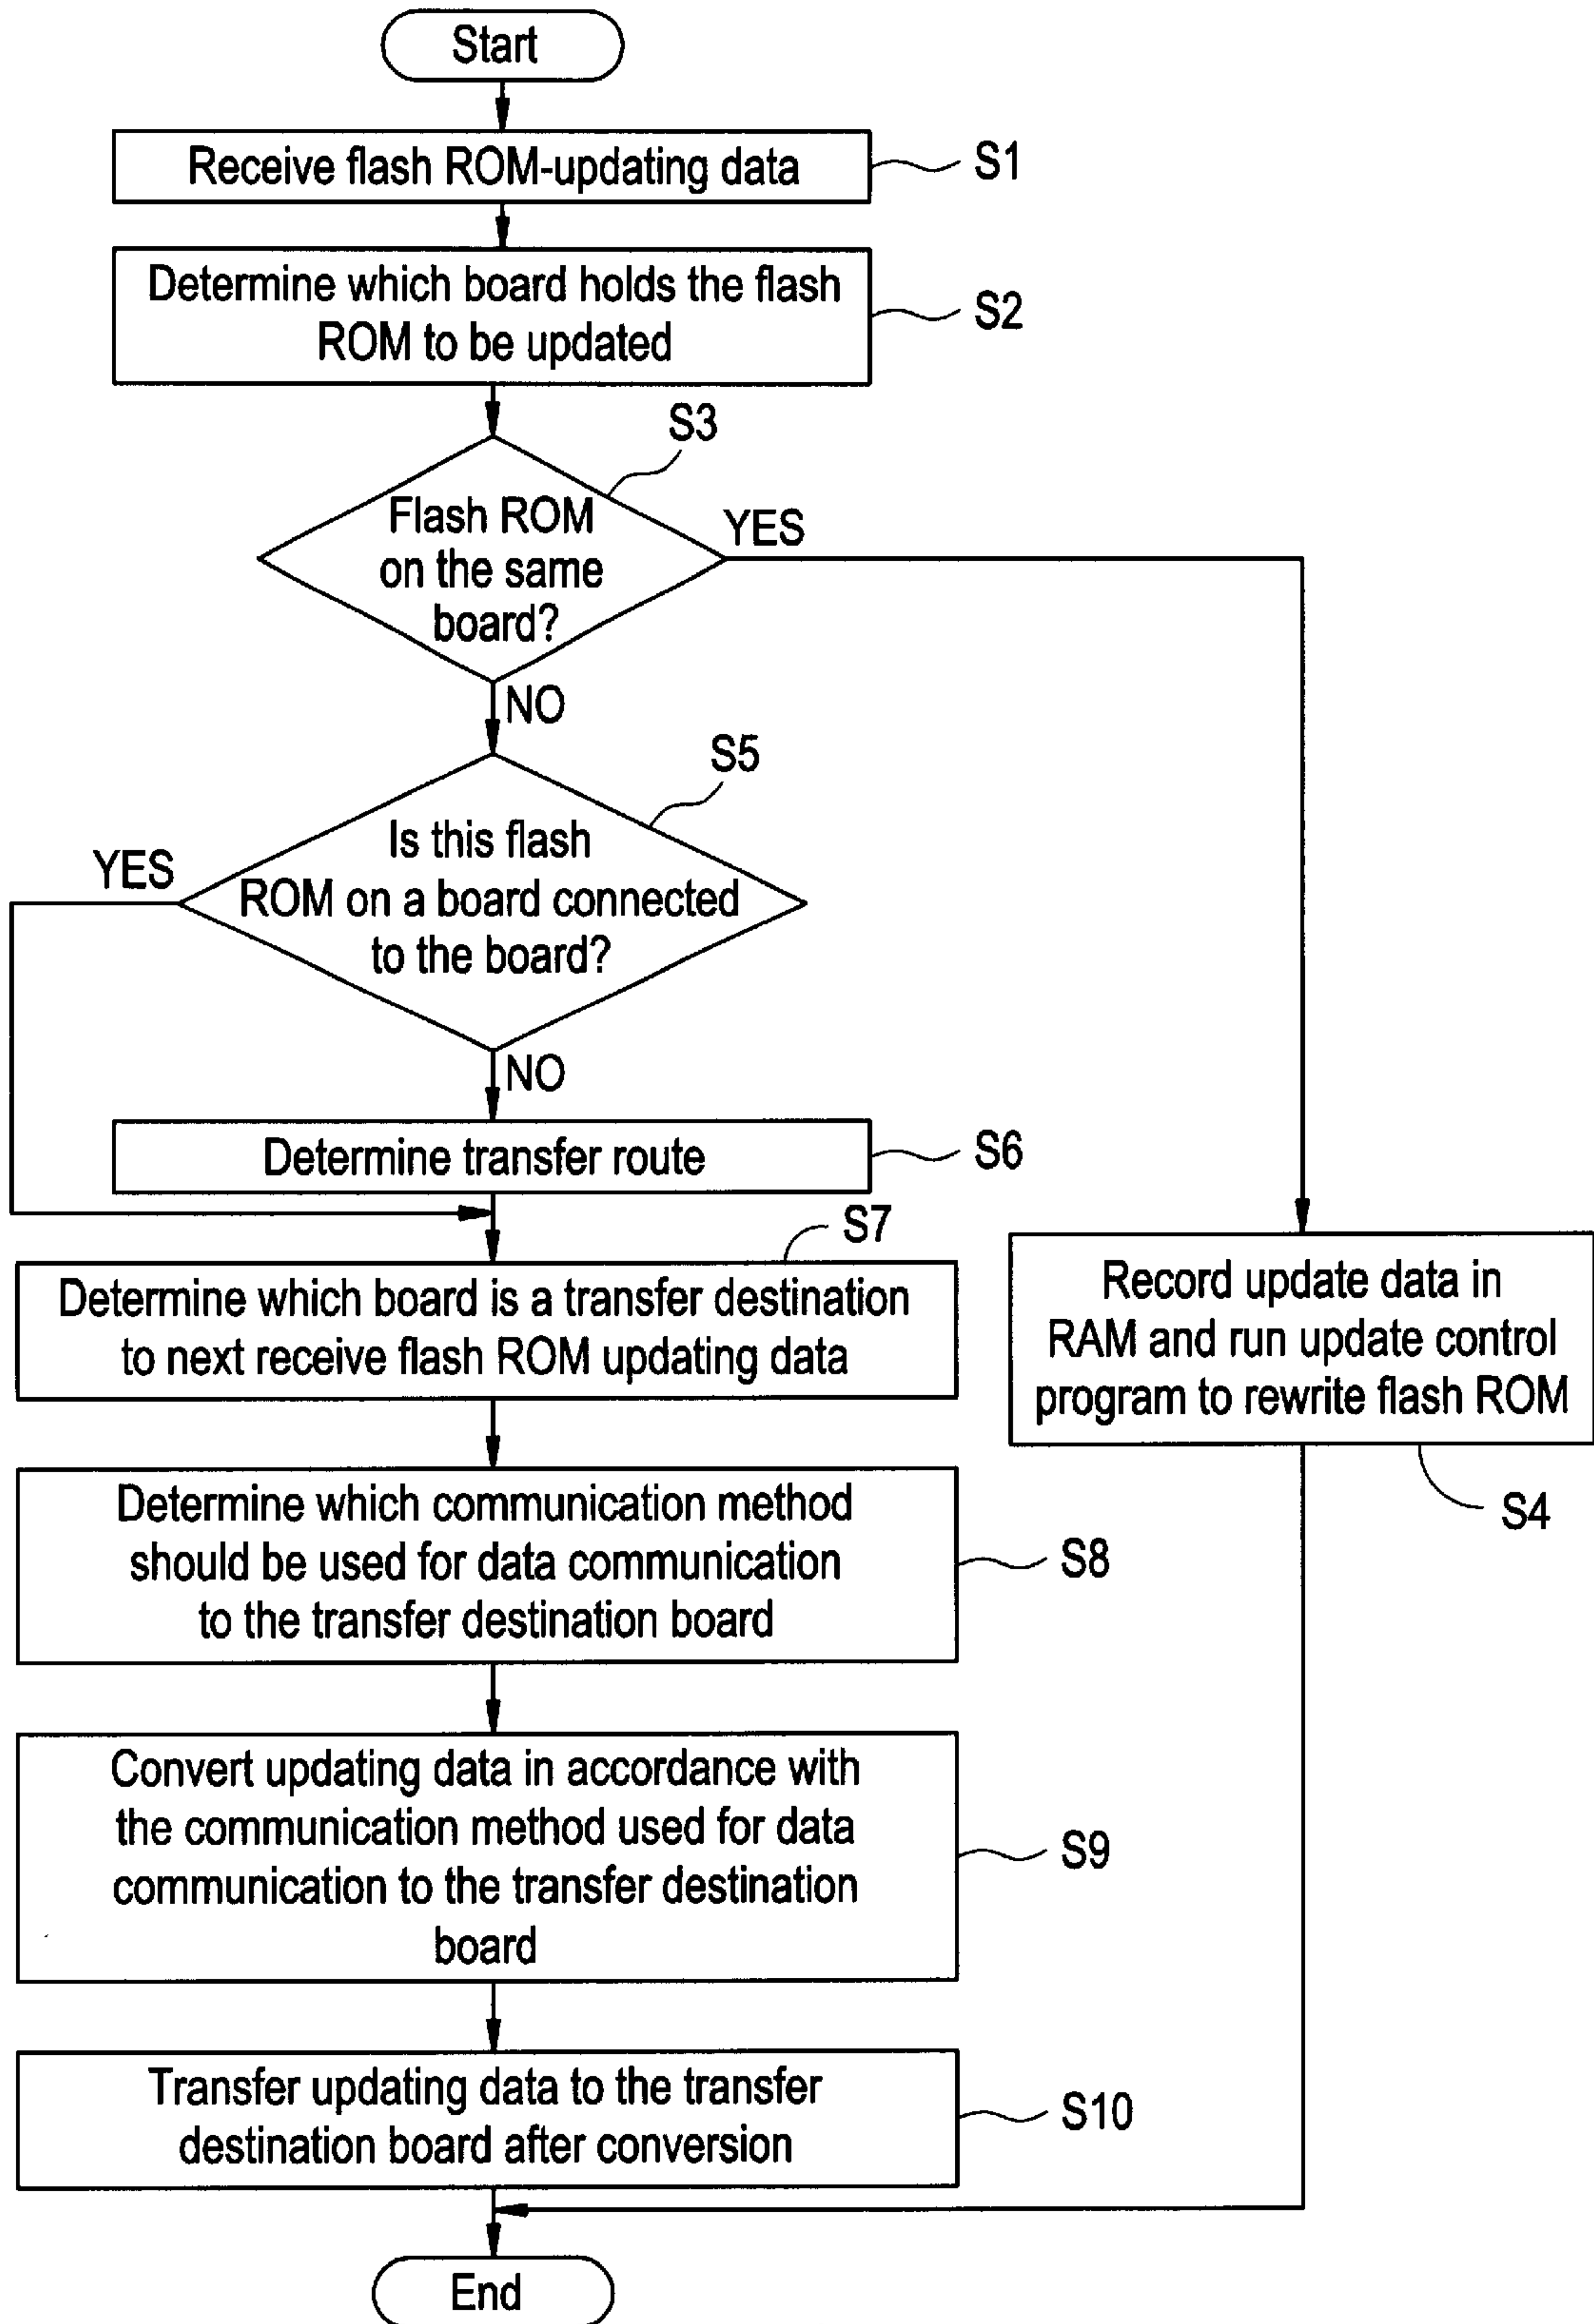 Start
Receive flash ROM-updating data
S1
Determine which board holds the flash
ROM to be updated
S2
S3
Flash ROM
on the same
board?
YES
NO
S5
Is this flash
ROM on a board connected
to the board?
YES
NO
Determine transfer route
S6
S7
Determine which board is a transfer destination
to next receive flash ROM updating data
Record update data in
RAM and run update control
program to rewrite flash ROM
S4
Determine which communication method
should be used for data communication
to the transfer destination board
S8
Convert updating data in accordance with
the communication method used for data
communication to the transfer destination
board
S9
Transfer updating data to the transfer
destination board after conversion
S10
End